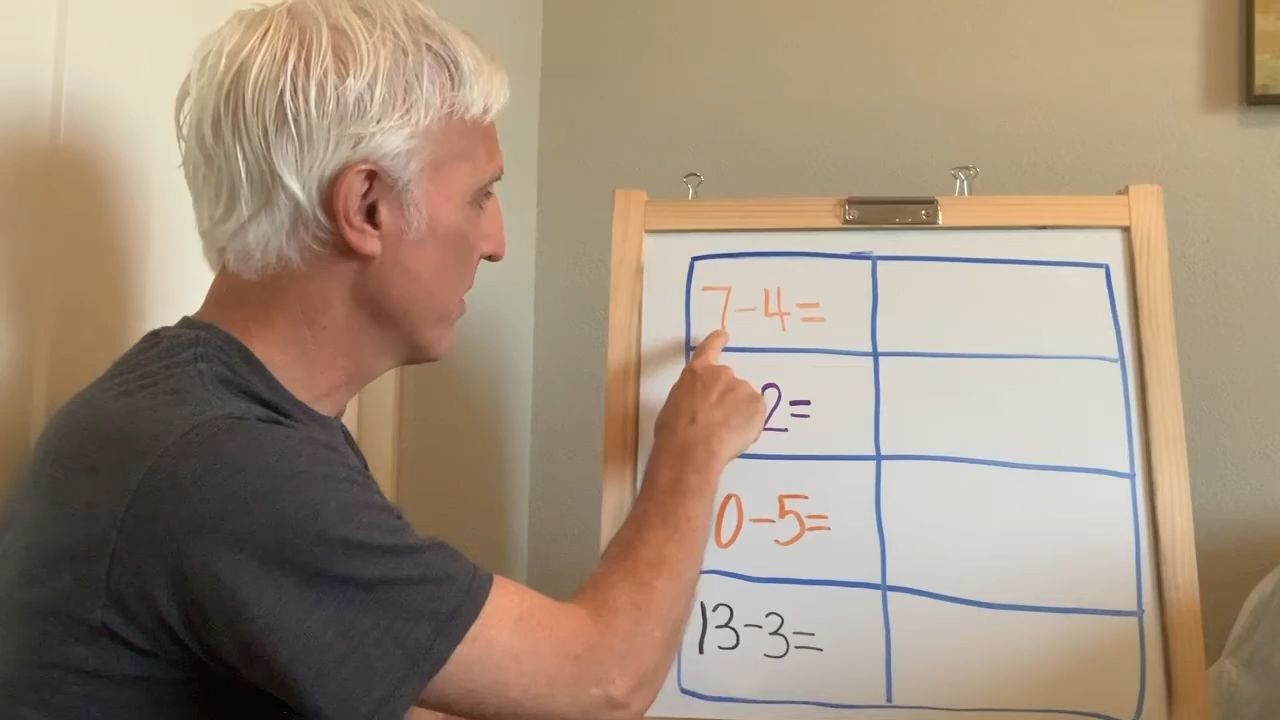 7-4=
2=
0-5=
13-3=